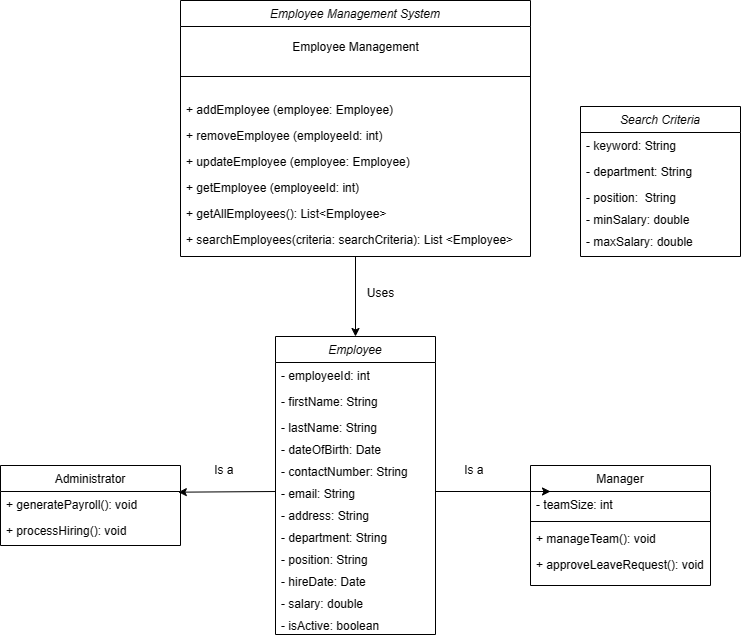 Employee Management System
Employee Management
+ addEmployee (employee: Employee)
+ removeEmployee (employeeId: int)
+ updateEmployee (employee: Employee)
+ getEmployee (employeeId: int)
+ getAllEmployees(): List<Employee>
+ searchEmployees(criteria: searchCriteria): List <Employee>
Search Criteria
- keyword: String
- department: String
- position:  String
- minSalary: double
- maxSalary: double
Uses
Employee
- employeeId: int
- firstName: String
- lastName: String
- dateOfBirth: Date
- contactNumber: String
- email: String
- address: String
- department: String
- position: String
- hireDate: Date
- salary: double
- isActive: boolean
Is a
Administrator
+ generatePayroll(): void
+ processHiring(): void
Is a
Manager
- teamSize: int
+ manageTeam(): void
+ approveLeaveRequest(): void